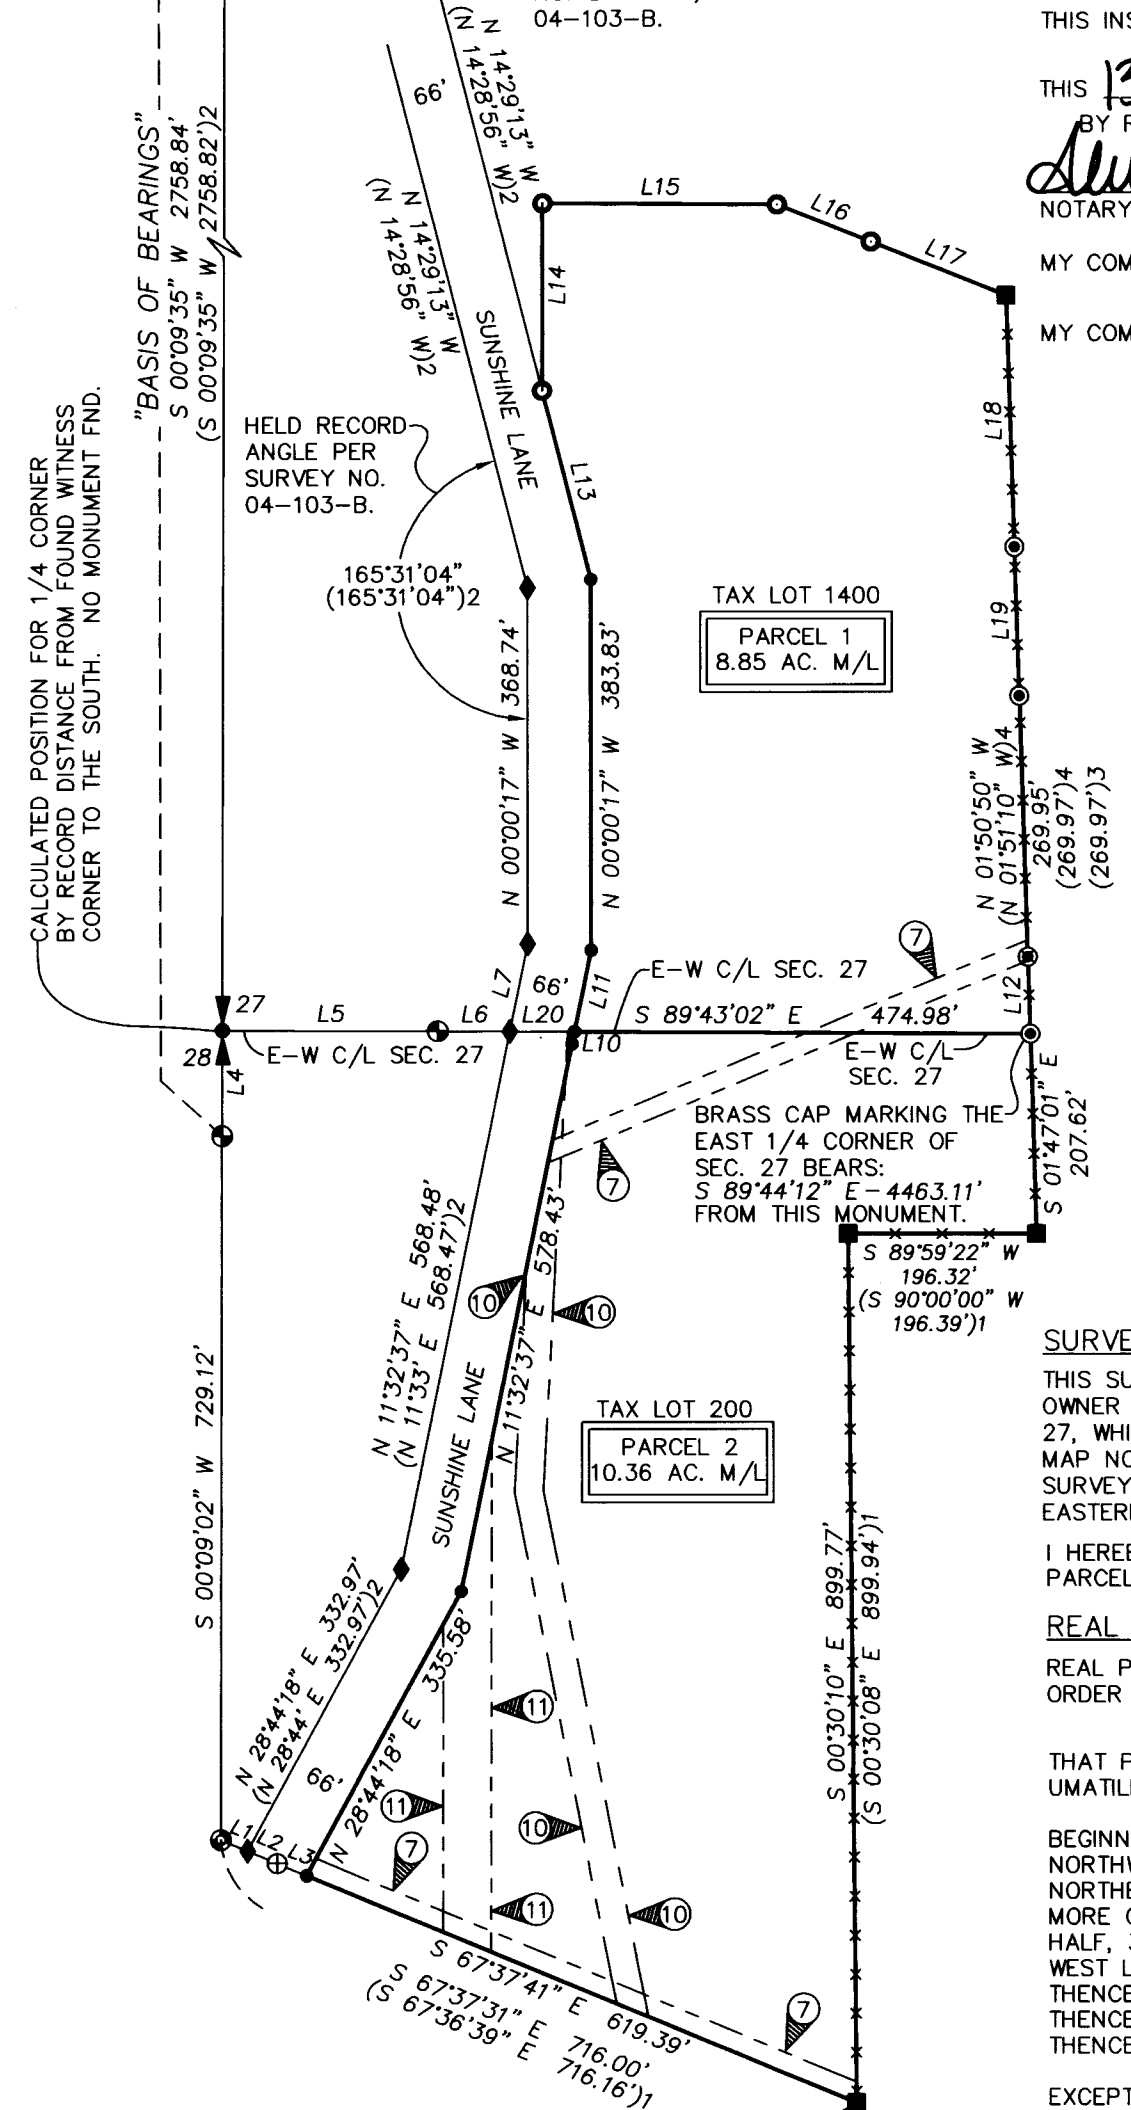 04-103-B.
THIS INS
THIS 13
BY R
NOTARY
MY COM
MY COM
"BASIS OF BEARINGS"
S 00°09'35" W 2758.84'
(S 00°09'35" W 2758.82')2
66'
N 14°29'13" W
(N 14°28'56" W)2
N 14°29'13" W
(N 14°28'56" W)2
L15
L16
L17
L14
SUNSHINE LANE
L13
L18
HELD RECORD
ANGLE PER
SURVEY NO.
04-103-B.
CALCULATED POSITION FOR 1/4 CORNER
BY RECORD DISTANCE FROM FOUND WITNESS
CORNER TO THE SOUTH. NO MONUMENT FND.
165°31'04"
(165°31'04")2
TAX LOT 1400
PARCEL 1
8.85 AC. M/L
L19
N 00°00'17" W 368.74'
N 00°00'17" W 383.83'
N 01°50'50" W
(N 01°51'10" W)4
269.95'
(269.97')4
(269.97')3
7
E-W C/L SEC. 27
L7
66'
L11
L12
27
L5
L6
L20
S 89°43'02" E 474.98'
28
E-W C/L SEC. 27
L10
E-W C/L
SEC. 27
L4
BRASS CAP MARKING THE
EAST 1/4 CORNER OF
SEC. 27 BEARS:
S 89°44'12" E - 4463.11'
FROM THIS MONUMENT.
S 01°47'01" E
207.62'
7
S 89°59'22" W
196.32'
(S 90°00'00" W
196.39')1
N 11°32'37" E 568.48'
(N 11°33' E 568.47')2
N 11°32'37" E 578.43'
10
10
SUNSHINE LANE
TAX LOT 200
PARCEL 2
10.36 AC. M/L
S 00°09'02" W 729.12'
SURVE
THIS SU
OWNER
27, WHI
MAP NO
SURVEY
EASTER
I HEREB
PARCEL
REAL
REAL P
ORDER
THAT P
UMATIL
BEGINN
NORTHW
NORTHE
MORE O
HALF, 3
WEST L
THENCE
THENCE
THENCE
EXCEPT
S 00°30'10" E 899.77'
(S 00°30'08" E 899.94')1
N 28°44'18" E 332.97'
(N 28°44' E 332.97')2
N 28°44'18" E 335.58'
66'
11
11
10
7
L1
L2
L3
11
10
S 67°37'41" E 619.39'
S 67°37'31" E 716.00'
(S 67°36'39" E 716.16')1
7